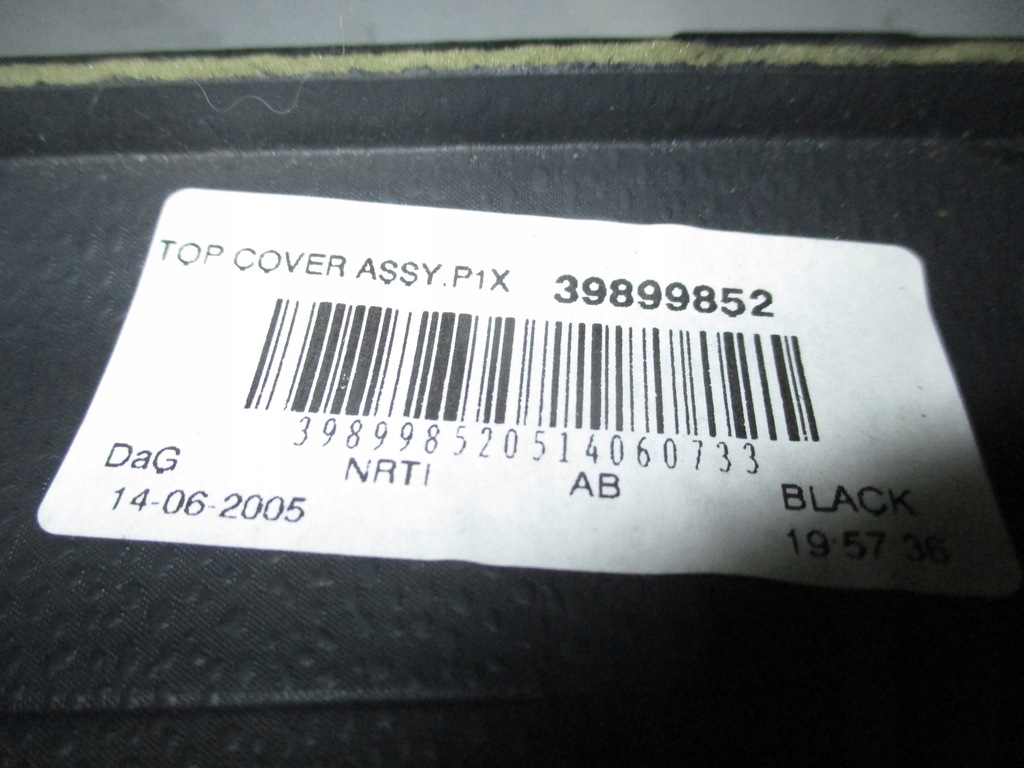 TOP COVER ASSY.P1X 39899852
398998520514060733
DaG NRTI AB BLACK
14-06-2005 19:57:36